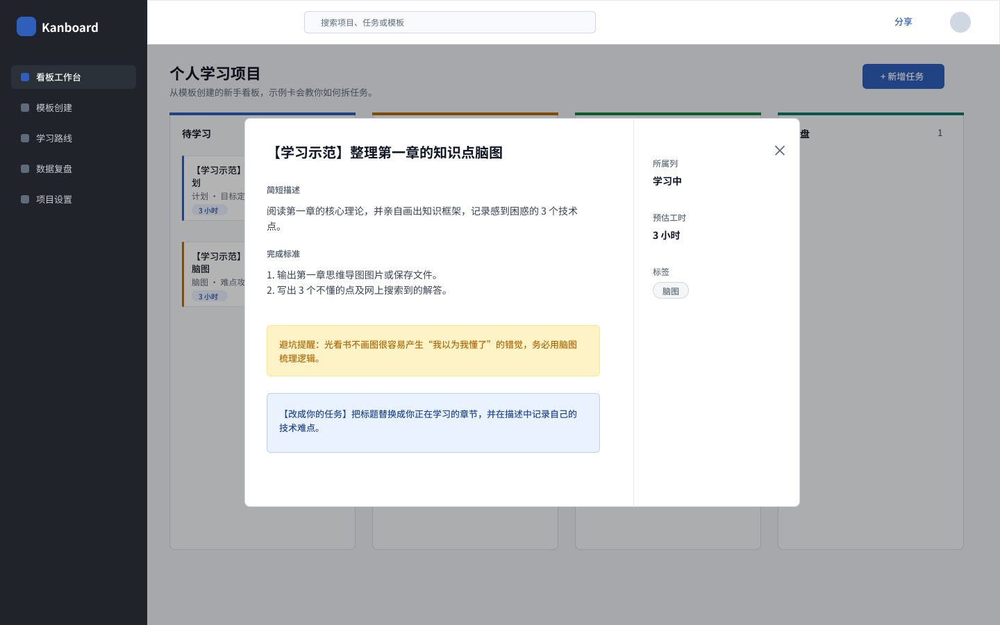 Kanboard
看板工作台
模板创建
学习路线
数据复盘
项目设置
搜索项目、任务或模板
分享
个人学习项目
从模板创建的新手看板，示例卡会教你如何拆任务。
+ 新增任务
待学习
【学习示范】
划
计划 • 目标定
3 小时
【学习示范】
脑图
脑图 • 难点攻
3 小时
盘
1
【学习示范】整理第一章的知识点脑图
简短描述
阅读第一章的核心理论，并亲自画出知识框架，记录感到困惑的 3 个技术
点。
完成标准
1. 输出第一章思维导图图片或保存文件。
2. 写出 3 个不懂的点及网上搜索到的解答。
避坑提醒：光看书不画图很容易产生“我以为我懂了”的错觉，务必用脑图
梳理逻辑。
【改成你的任务】把标题替换成你正在学习的章节，并在描述中记录自己的
技术难点。
所属列
学习中
预估工时
3 小时
标签
脑图